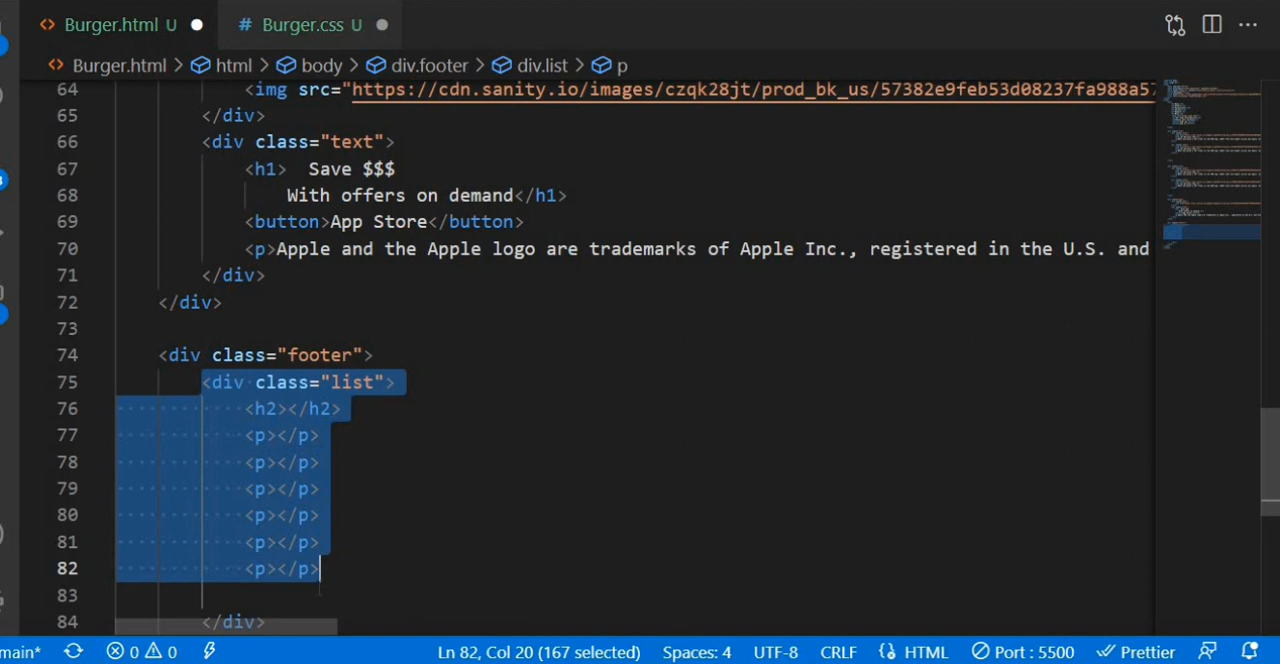 <> Burger.html U ● # Burger.css U ●
<> Burger.html > html > body > div.footer > div.list > p
64 <img src="https://cdn.sanity.io/images/czqk28jt/prod_bk_us/57382e9feb53d08237fa988a57
65 </div>
66 <div class="text">
67 <h1>  Save $$$
68 With offers on demand</h1>
69 <button>App Store</button>
70 <p>Apple and the Apple logo are trademarks of Apple Inc., registered in the U.S. and
71 </div>
72 </div>
73
74 <div class="footer">
75 <div class="list">
76 <h2></h2>
77 <p></p>
78 <p></p>
79 <p></p>
80 <p></p>
81 <p></p>
82 <p></p>
83
84 </div>
main* 0 0 Ln 82, Col 20 (167 selected) Spaces: 4 UTF-8 CRLF HTML Port : 5500 Prettier